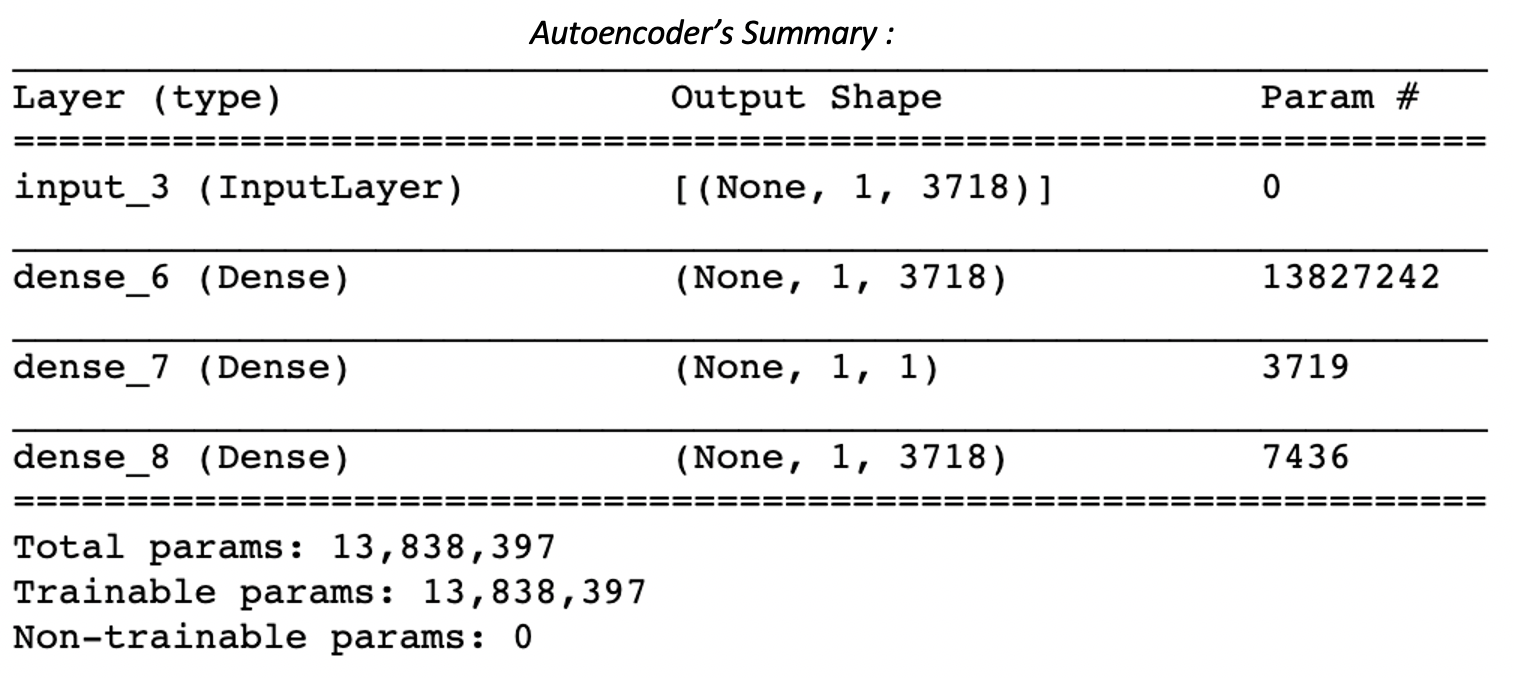 Autoencoder’s Summary :
Layer (type) Output Shape Param #
=================================================================
input_3 (InputLayer) [(None, 1, 3718)] 0
dense_6 (Dense) (None, 1, 3718) 13827242
dense_7 (Dense) (None, 1, 1) 3719
dense_8 (Dense) (None, 1, 3718) 7436
=================================================================
Total params: 13,838,397
Trainable params: 13,838,397
Non-trainable params: 0